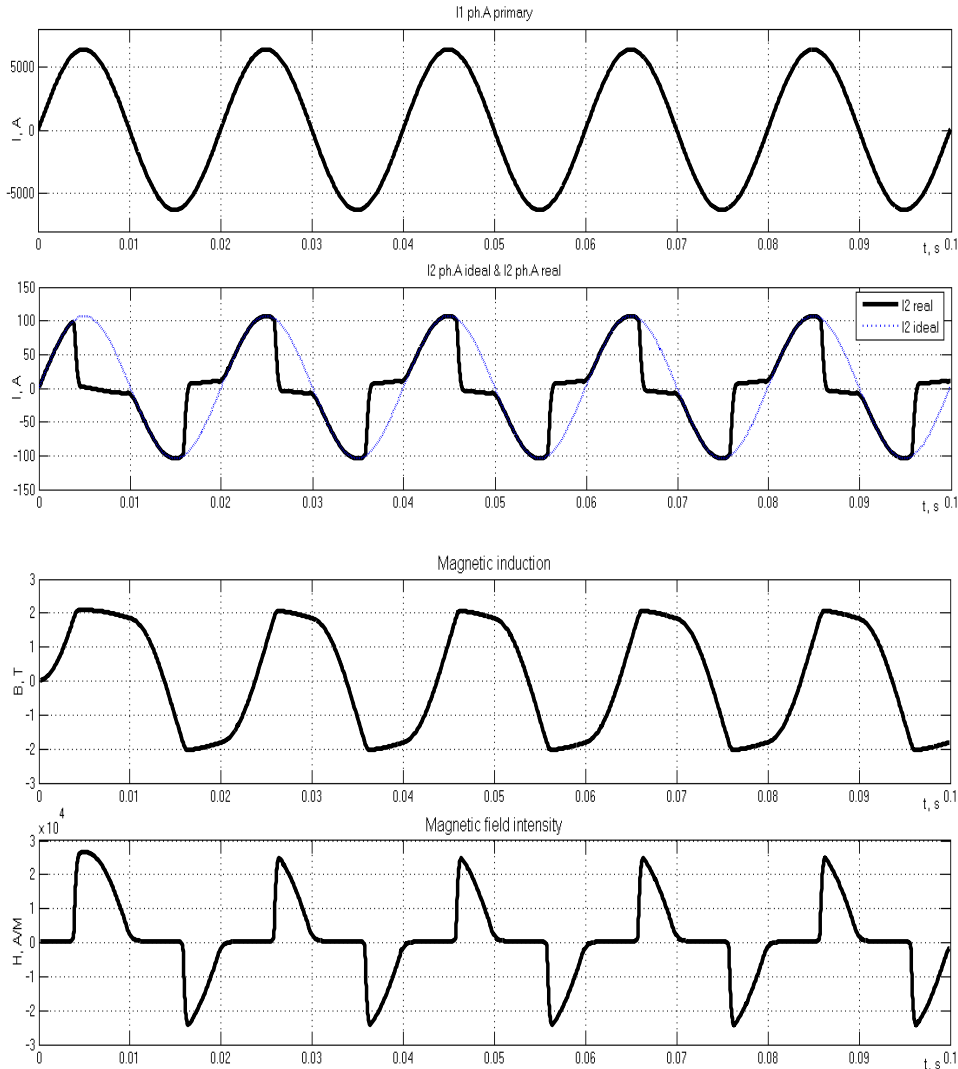 I1 ph.A primary
I, A
5000
0
-5000
0 0.01 0.02 0.03 0.04 0.05 0.06 0.07 0.08 0.09 0.1
t, s
I2 ph.A ideal & I2 ph.A real
I, A
150
100
50
0
-50
-100
-150
I2 real
I2 ideal
0 0.01 0.02 0.03 0.04 0.05 0.06 0.07 0.08 0.09 0.1
t, s
Magnetic induction
B, T
3
2
1
0
-1
-2
-3
0 0.01 0.02 0.03 0.04 0.05 0.06 0.07 0.08 0.09 0.1
t, s
x 10^4
Magnetic field intensity
H, A/M
3
2
1
0
-1
-2
-3
0 0.01 0.02 0.03 0.04 0.05 0.06 0.07 0.08 0.09 0.1
t, s